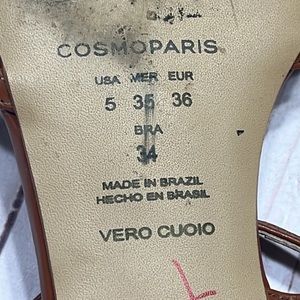 COSMOPARIS
USA MER EUR
5 35 36
BRA
34
MADE IN BRAZIL
HECHO EN BRASIL
VERO CUOIO